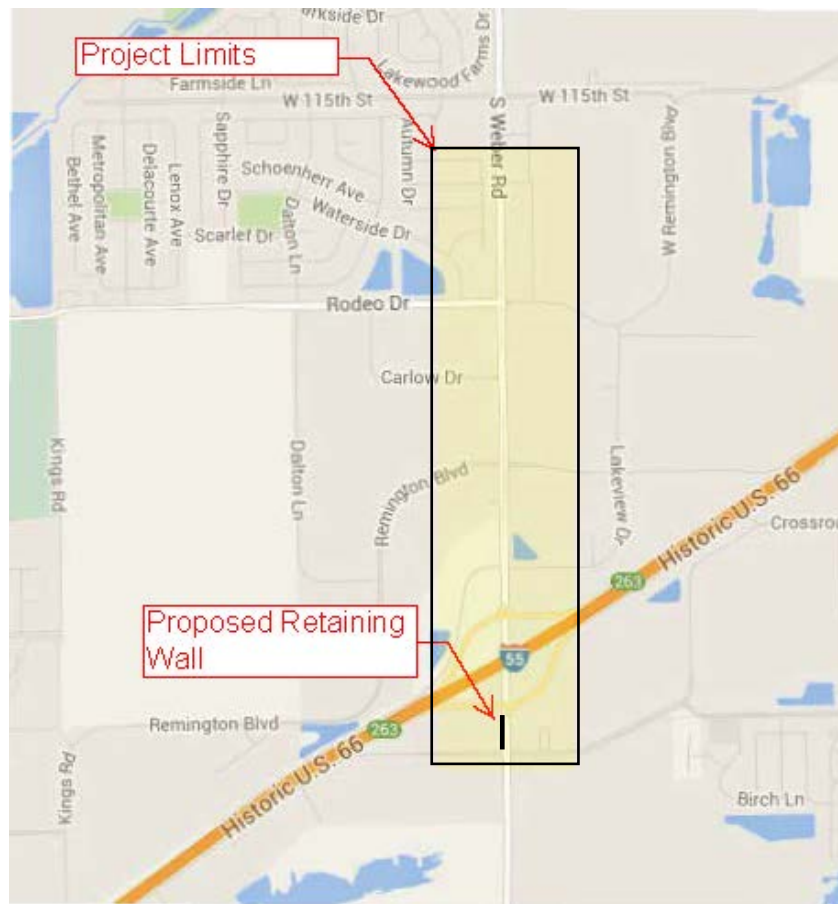 Project Limits
Lakewood Farms Dr
Farmside Ln
W 115th St
W 115th St
S Weber Rd
W Remington Blvd
Autumn Dr
Sapphire Dr
Schoenherr Ave
Waterside Dr
Lenox Ave
Delacourte Ave
Metropolitan Ave
Bethel Ave
Dalton Ln
Scarlet Dr
Rodeo Dr
Carlow Dr
Kings Rd
Dalton Ln
Remington Blvd
Lakeview Dr
Historic U.S. 66
263
Proposed Retaining
Wall
55
Remington Blvd
263
Historic U.S. 66
Kings Rd
Birch Ln